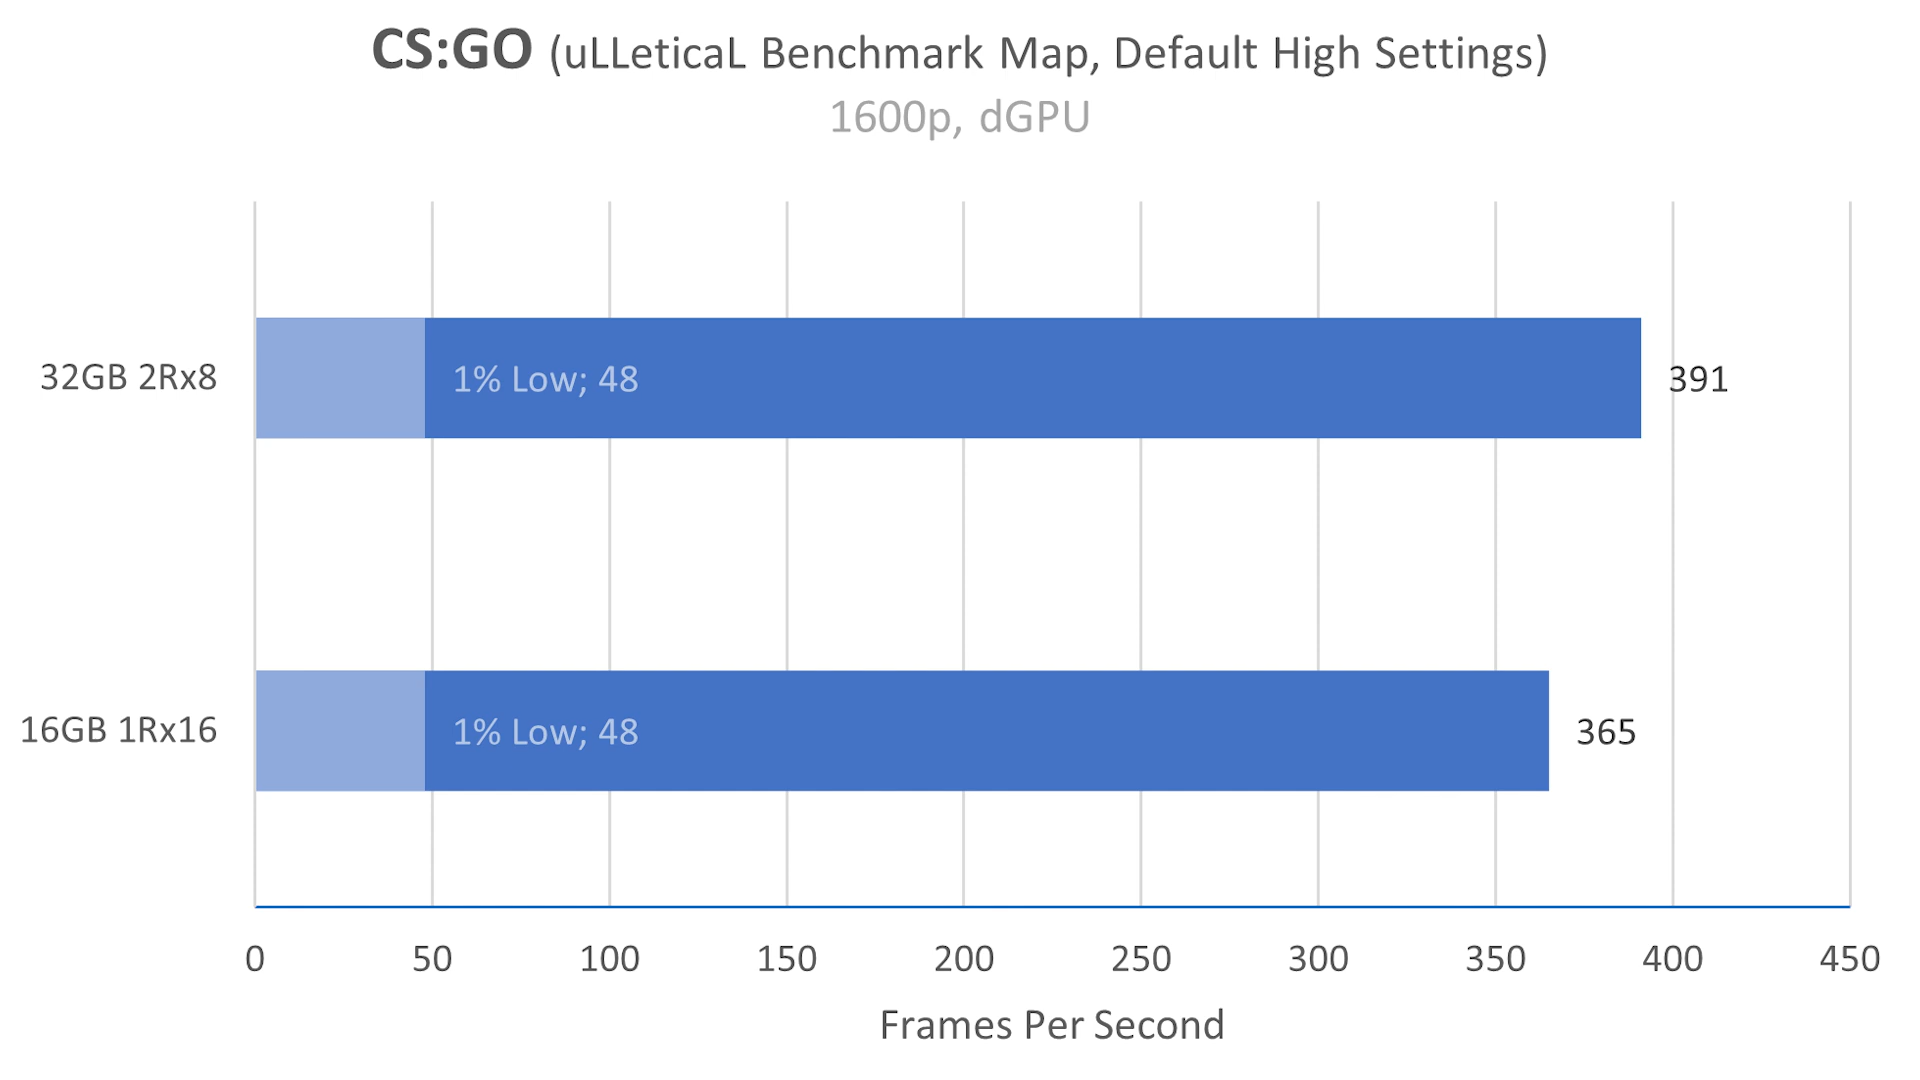 CS:GO (uLLeticaL Benchmark Map, Default High Settings)
1600p, dGPU
32GB 2Rx8
1% Low; 48
391
16GB 1Rx16
1% Low; 48
365
0 50 100 150 200 250 300 350 400 450
Frames Per Second